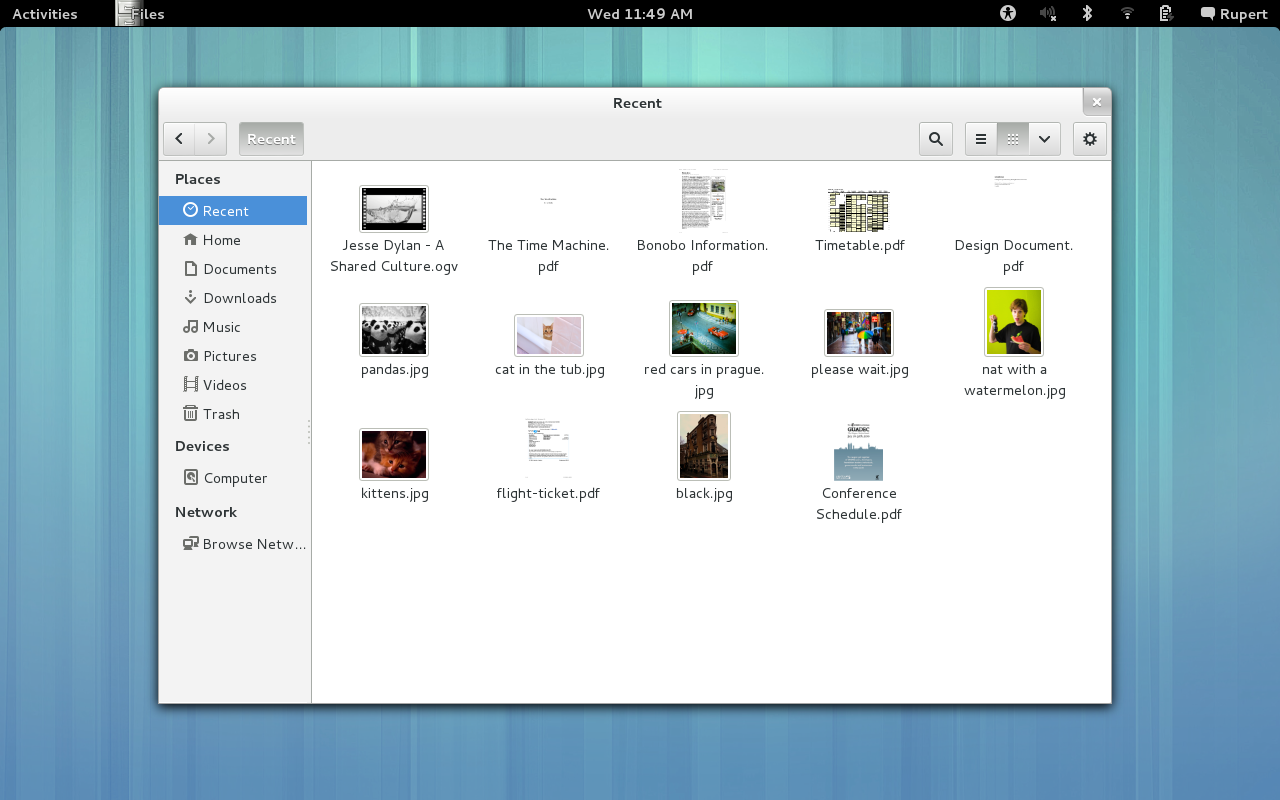 Activities
Files
Wed 11:49 AM
Rupert
Recent
Recent
Places
Recent
Home
Documents
Downloads
Music
Pictures
Videos
Trash
Devices
Computer
Network
Browse Netw...
Jesse Dylan - A
Shared Culture.ogv
The Time Machine.
pdf
Bonobo Information.
pdf
Timetable.pdf
Design Document.
pdf
pandas.jpg
cat in the tub.jpg
red cars in prague.
jpg
please wait.jpg
nat with a
watermelon.jpg
kittens.jpg
flight-ticket.pdf
black.jpg
GUADEC
Conference
Schedule.pdf